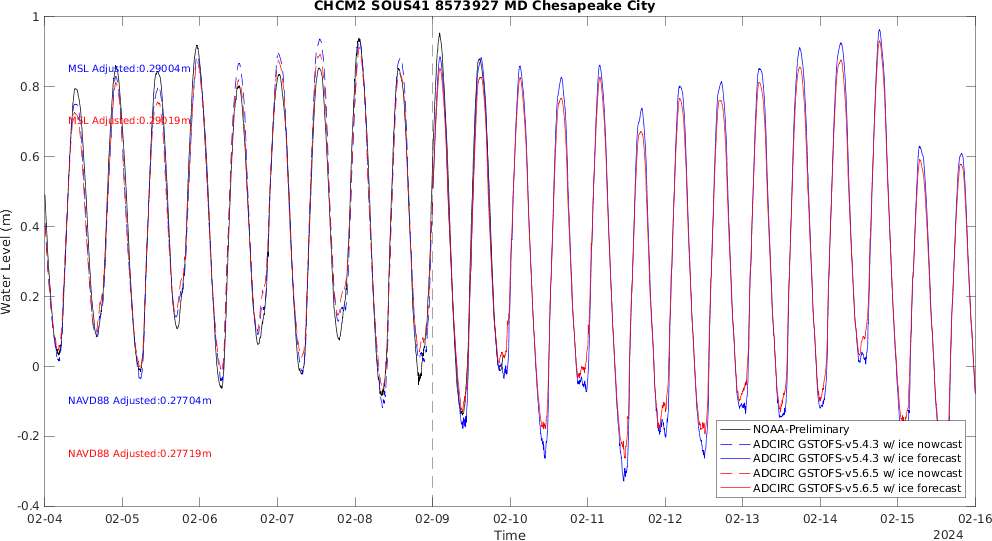 CHCM2 SOUS41 8573927 MD Chesapeake City
1
0.8
0.6
0.4
0.2
0
-0.2
-0.4
Water Level (m)
MSL Adjusted:0.29004m
MSL Adjusted:0.29019m
NAVD88 Adjusted:0.27704m
NAVD88 Adjusted:0.27719m
NOAA-Preliminary
ADCIRC GSTOFS-v5.4.3 w/ ice nowcast
ADCIRC GSTOFS-v5.4.3 w/ ice forecast
ADCIRC GSTOFS-v5.6.5 w/ ice nowcast
ADCIRC GSTOFS-v5.6.5 w/ ice forecast
02-04 02-05 02-06 02-07 02-08 02-09 02-10 02-11 02-12 02-13 02-14 02-15 02-16
Time
2024